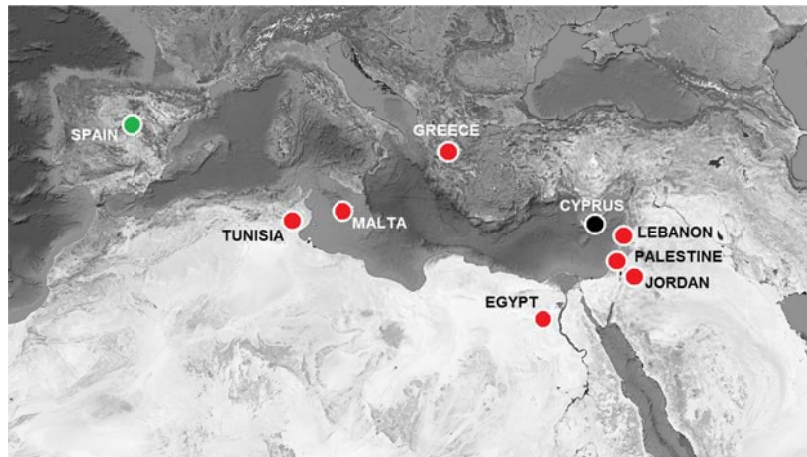 SPAIN
GREECE
CYPRUS
TUNISIA
MALTA
LEBANON
PALESTINE
JORDAN
EGYPT